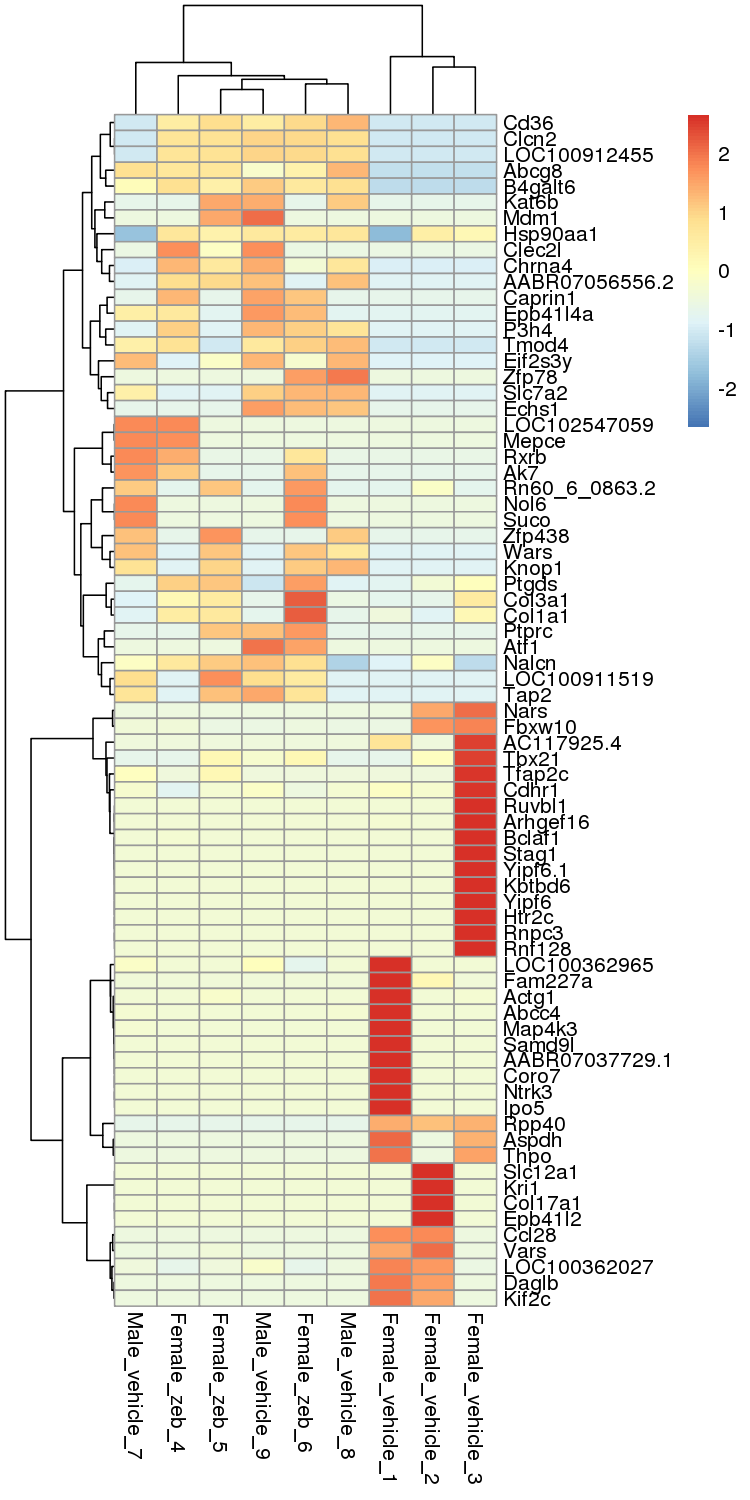 Cd36
Clcn2
LOC100912455
Abcg8
B4galt6
Kat6b
Mdm1
Hsp90aa1
Clec2l
Chrna4
AABR07056556.2
Caprin1
Epb41l4a
P3h4
Tmod4
Eif2s3y
Zfp78
Slc7a2
Echs1
LOC102547059
Mepce
Rxrb
Ak7
Rn60_6_0863.2
Nol6
Suco
Zfp438
Wars
Knop1
Ptgds
Col3a1
Col1a1
Ptprc
Atf1
Nalcn
LOC100911519
Tap2
Nars
Fbxw10
AC117925.4
Tbx21
Tfap2c
Cdhr1
Ruvbl1
Arhgef16
Bclaf1
Stag1
Yipf6.1
Kbtbd6
Yipf6
Htr2c
Rnpc3
Rnf128
LOC100362965
Fam227a
Actg1
Abcc4
Map4k3
Samd9l
AABR07037729.1
Coro7
Ntrk3
Ipo5
Rpp40
Aspdh
Thpo
Slc12a1
Kri1
Col17a1
Epb41l2
Ccl28
Vars
LOC100362027
Daglb
Kif2c
2
1
0
-1
-2
Male_vehicle_7
Female_zeb_4
Female_zeb_5
Male_vehicle_9
Female_zeb_6
Male_vehicle_8
Female_vehicle_1
Female_vehicle_2
Female_vehicle_3